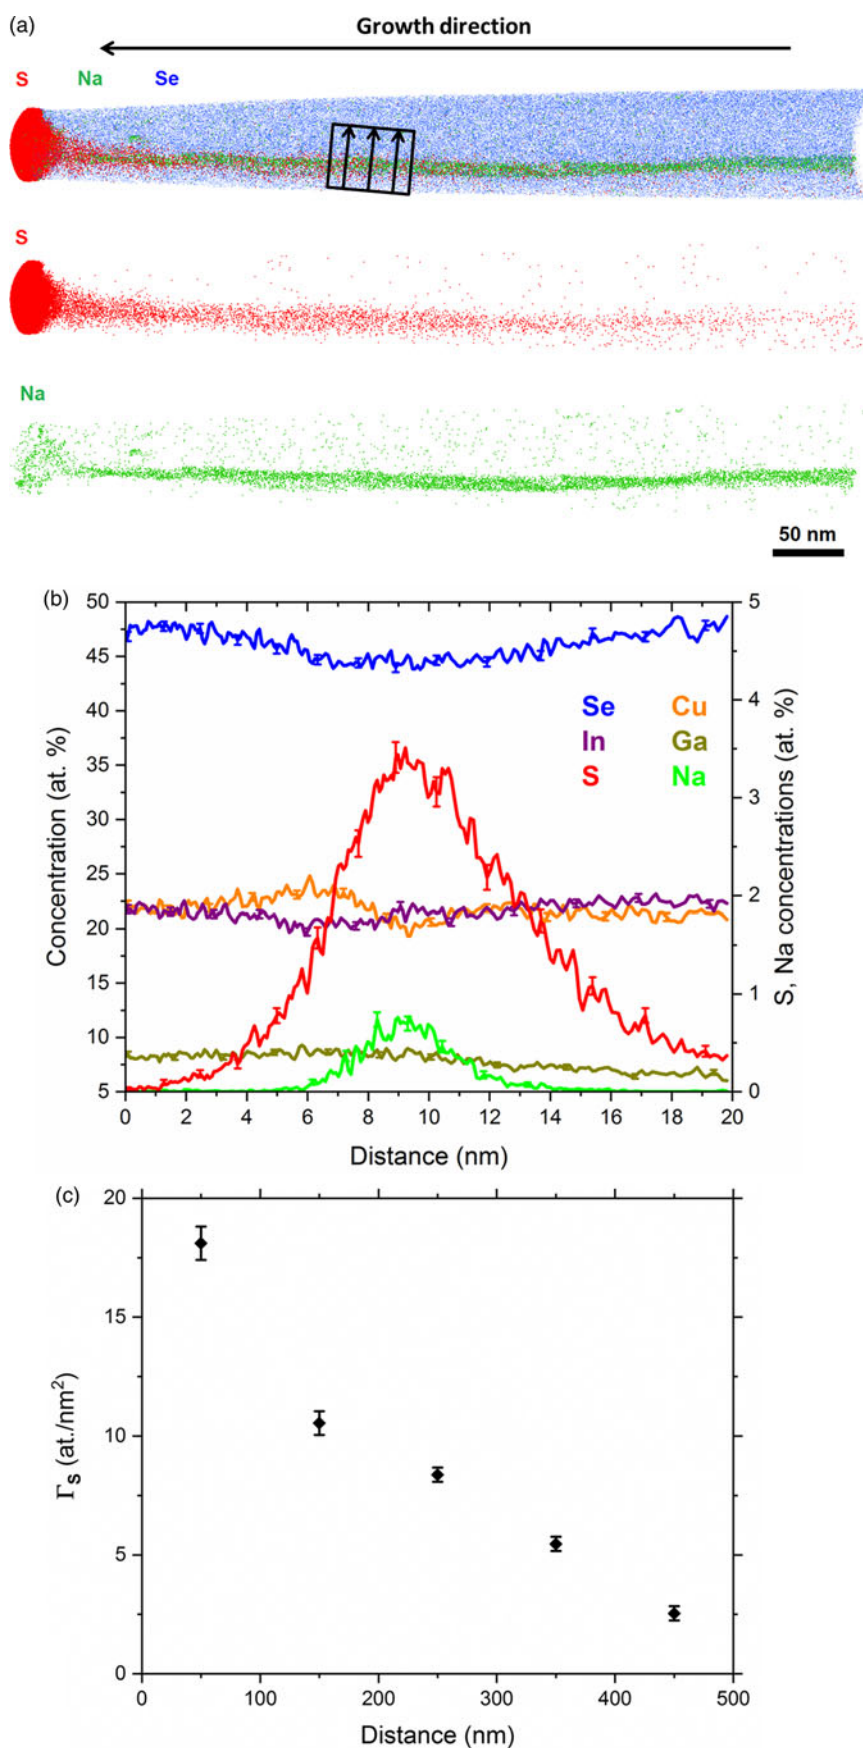 (a)
Growth direction
S Na Se
S
Na
50 nm
(b)
50 5
45
40 4
35
30 3
25
20 2
15
10 1
5 0
Concentration (at. %)
S, Na concentrations (at. %)
Se Cu
In Ga
S Na
0 2 4 6 8 10 12 14 16 18 20
Distance (nm)
(c)
20
15
10
5
0
Γs (at./nm²)
0 100 200 300 400 500
Distance (nm)